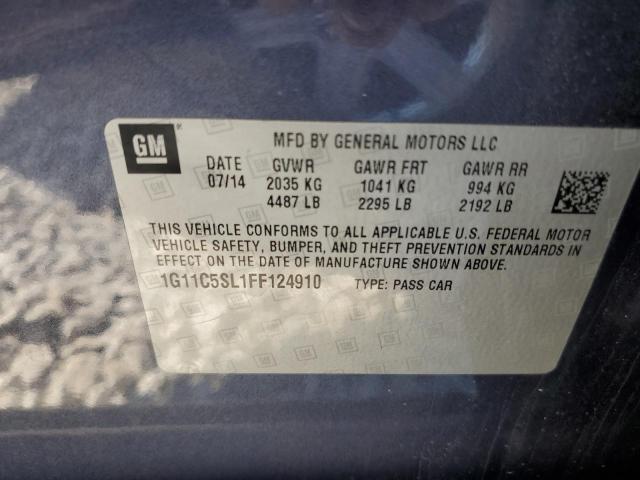 GM
MFD BY GENERAL MOTORS LLC
DATE GVWR GAWR FRT GAWR RR
07/14 2035 KG 1041 KG 994 KG
4487 LB 2295 LB 2192 LB
THIS VEHICLE CONFORMS TO ALL APPLICABLE U.S. FEDERAL MOTOR
VEHICLE SAFETY, BUMPER, AND THEFT PREVENTION STANDARDS IN
EFFECT ON THE DATE OF MANUFACTURE SHOWN ABOVE.
1G11C5SL1FF124910 TYPE: PASS CAR